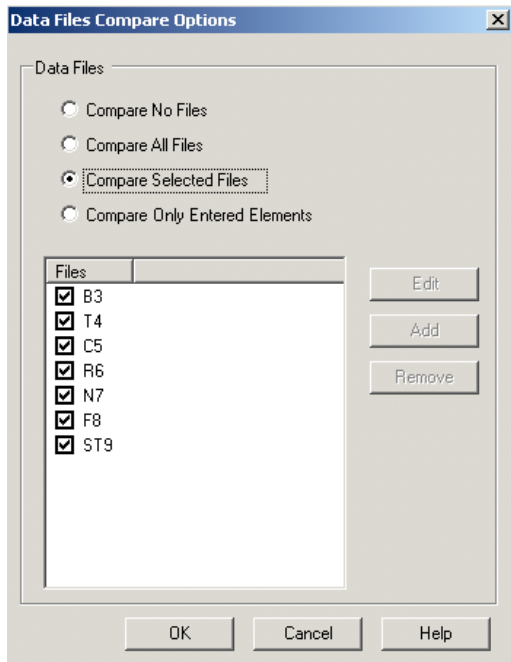 Data Files Compare Options
Data Files
Compare No Files
Compare All Files
Compare Selected Files
Compare Only Entered Elements
Files
B3
T4
C5
R6
N7
F8
ST9
Edit
Add
Remove
OK
Cancel
Help